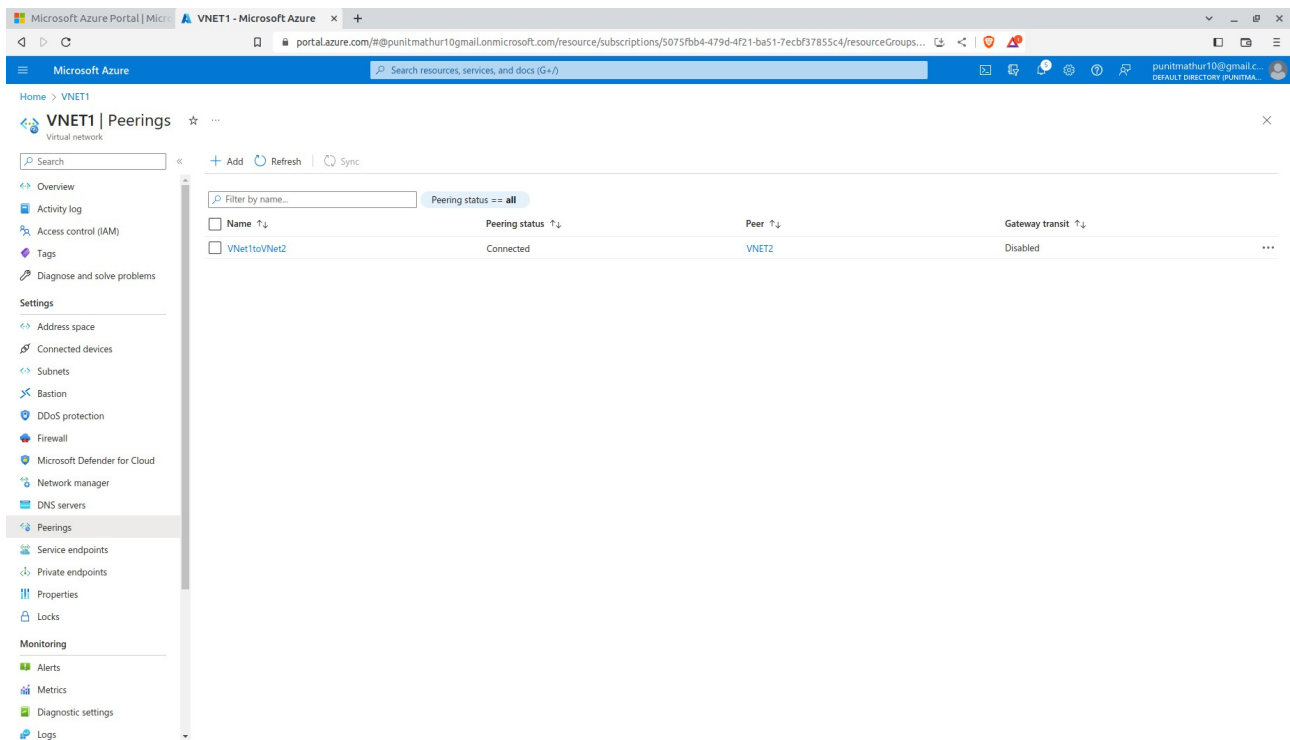 Microsoft Azure Portal | Micro
VNET1 - Microsoft Azure
portal.azure.com/#@punitmathur10gmail.onmicrosoft.com/resource/subscriptions/5075fbb4-479d-4f21-ba51-7ecbf37855c4/resourceGroups...
Microsoft Azure
Search resources, services, and docs (G+/)
5
punitmathur10@gmail.c...
DEFAULT DIRECTORY (PUNITMA...
Home > VNET1
VNET1 | Peerings
Virtual network
Search
«
+ Add
Refresh
Sync
Overview
Activity log
Access control (IAM)
Tags
Diagnose and solve problems
Settings
Address space
Connected devices
Subnets
Bastion
DDoS protection
Firewall
Microsoft Defender for Cloud
Network manager
DNS servers
Peerings
Service endpoints
Private endpoints
Properties
Locks
Monitoring
Alerts
Metrics
Diagnostic settings
Logs
Filter by name...
Peering status == all
Name ↑↓ Peering status ↑↓ Peer ↑↓ Gateway transit ↑↓
VNet1toVNet2 Connected VNET2 Disabled